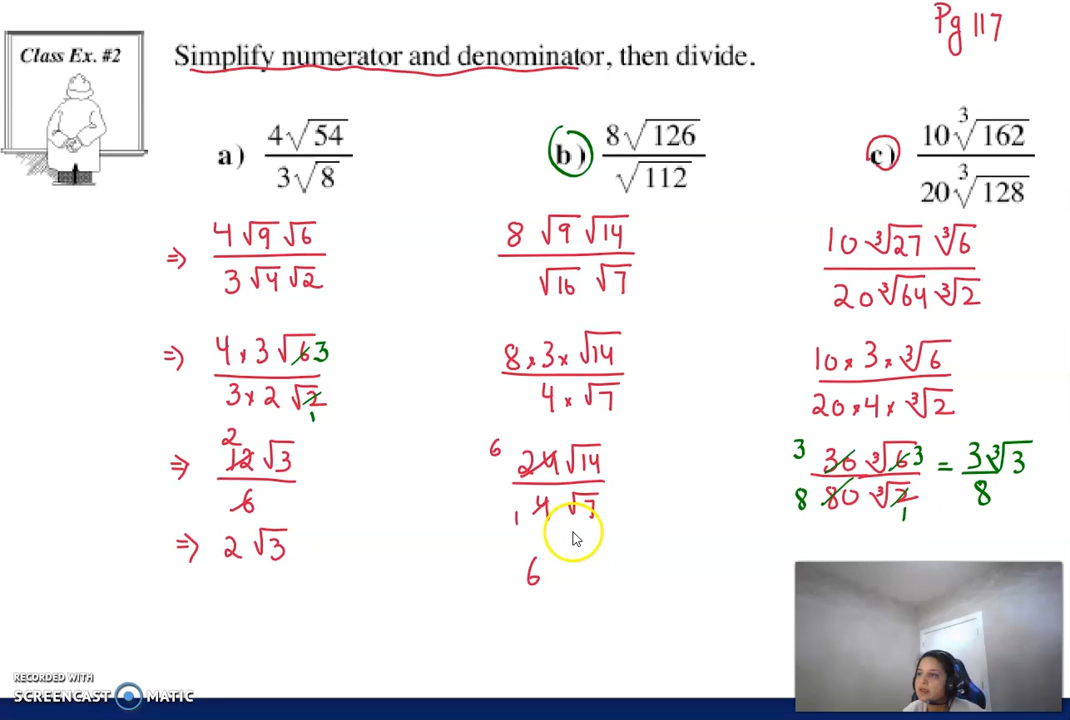 Pg 117
Class Ex. #2
Simplify numerator and denominator, then divide.
a) 4√54 / 3√8
b) 8√126 / √112
c) 10∛162 / 20∛128
⇒ 4√9√6 / 3√4√2
8 √9 √14 / √16 √7
10∛27 ∛6 / 20∛64∛2
⇒ 4 × 3√6 3 / 3 × 2√2 1
8 × 3 × √14 / 4 × √7
10 × 3 × ∛6 / 20 × 4 × ∛2
⇒ 2 12√3 / 6
6 24√14 / 1 4 √7
3 30 ∛6 3 / 8 80 ∛2 1 = 3∛3 / 8
⇒ 2√3
6
RECORDED WITH
SCREENCAST MATIC